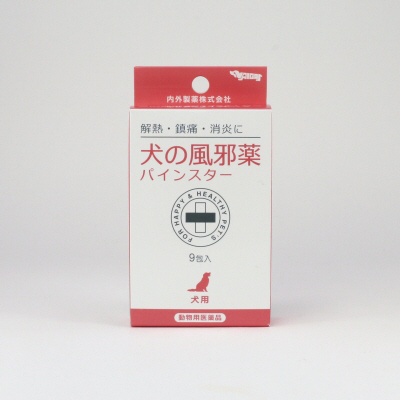 内外製薬株式会社
解熱・鎮痛・消炎に
犬の風邪薬
パインスター
FOR HAPPY & HEALTHY PET'S
9包入
犬用
動物用医薬品